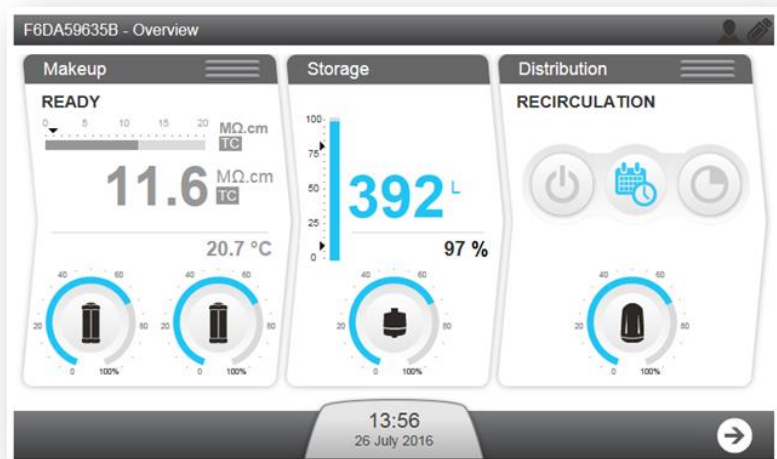 F6DA59635B - Overview
Makeup
READY
0 5 10 15 20 MΩ.cm
TC
11.6 MΩ.cm
TC
20.7 °C
0 20 40 60 80 100%
0 20 40 60 80 100%
Storage
100
75
50
25
0
392 L
97 %
0 20 40 60 80 100%
Distribution
RECIRCULATION
0 20 40 60 80 100%
13:56
26 July 2016